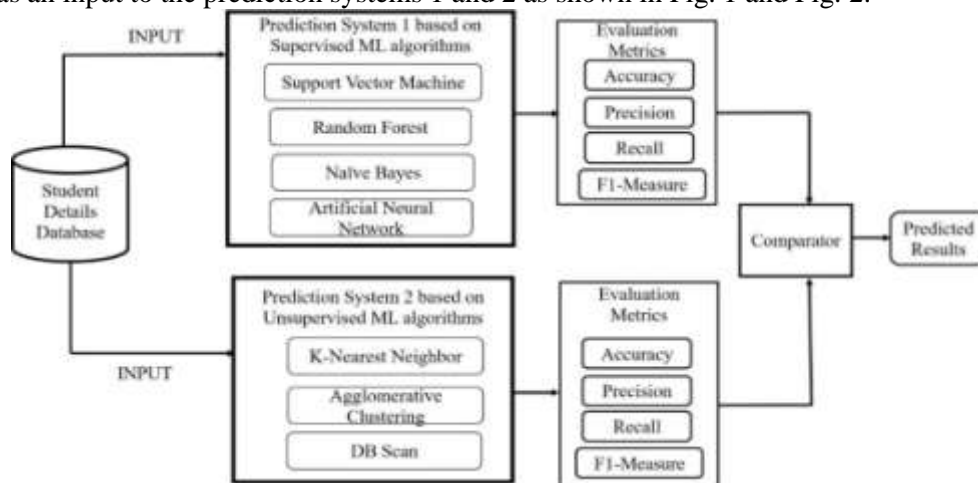 as an input to the prediction systems 1 and 2 as shown in Fig. 1 and Fig. 2.
INPUT
Prediction System 1 based on
Supervised ML algorithms
Support Vector Machine
Random Forest
Naïve Bayes
Artificial Neural
Network
Evaluation
Metrics
Accuracy
Precision
Recall
F1-Measure
Student
Details
Database
Comparator
Predicted
Results
INPUT
Prediction System 2 based on
Unsupervised ML algorithms
K-Nearest Neighbor
Agglomerative
Clustering
DB Scan
Evaluation
Metrics
Accuracy
Precision
Recall
F1-Measure